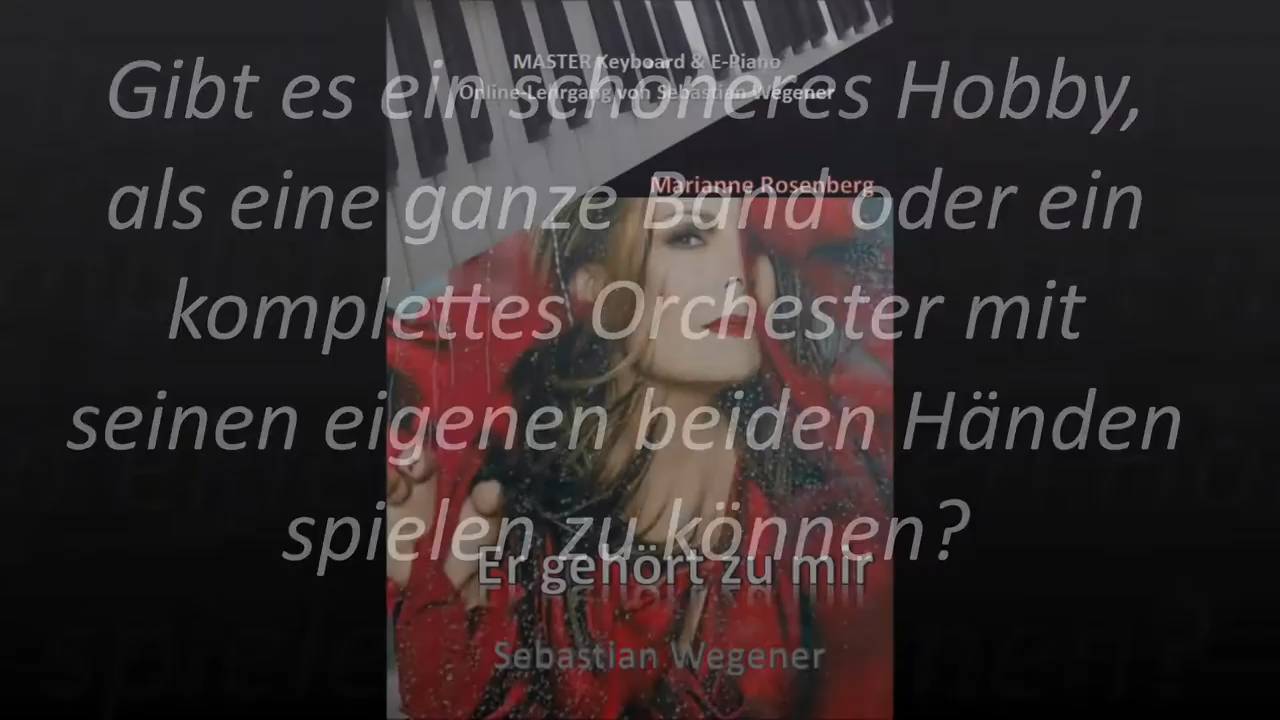 MASTER Keyboard & E-Piano
Online-Lehrgang von Sebastian Wegener
Gibt es ein schöneres Hobby,
als eine ganze Band oder ein
komplettes Orchester mit
seinen eigenen beiden Händen
spielen zu können?
Marianne Rosenberg
Er gehört zu mir
Sebastian Wegener